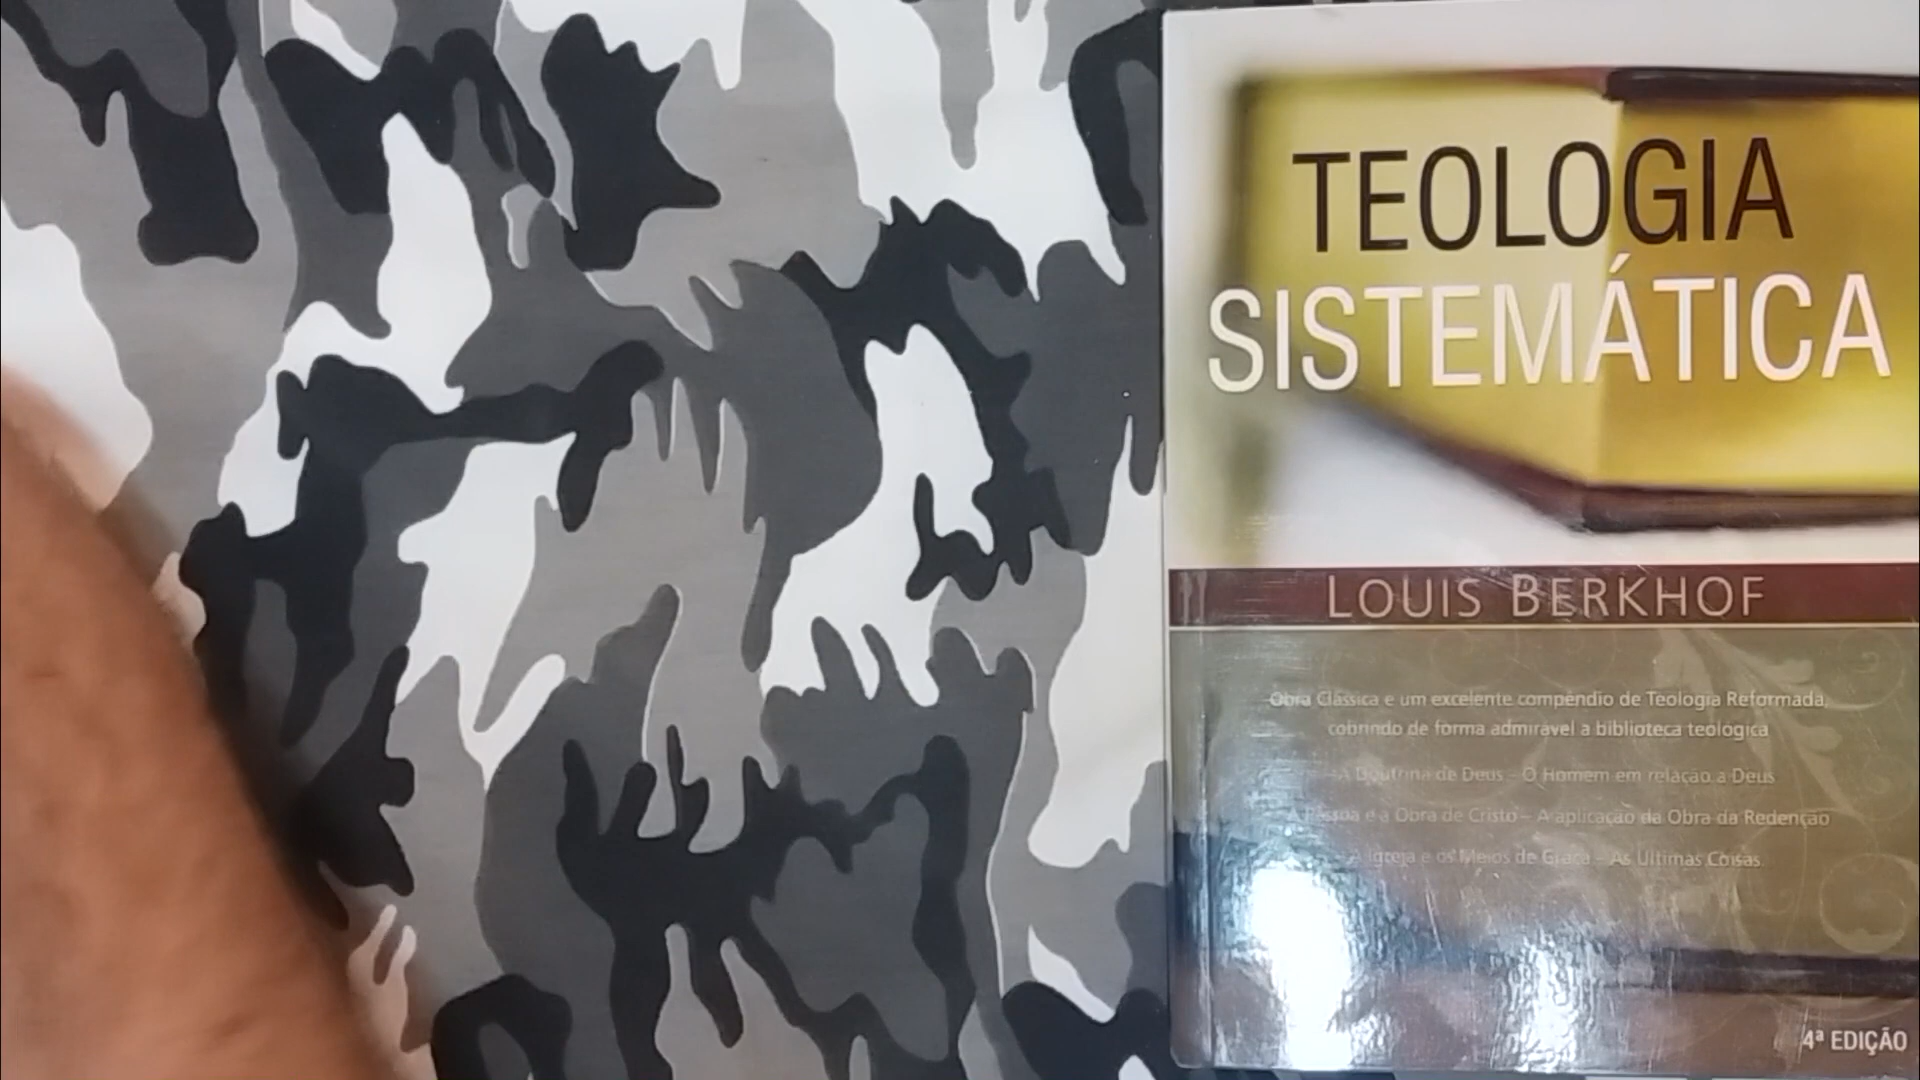 TEOLOGIA
SISTEMÁTICA
LOUIS BERKHOF
Obra Clássica e um excelente compêndio de Teologia Reformada,
cobrindo de forma admirável a biblioteca teológica
A Doutrina de Deus - O Homem em relação a Deus
A Pessoa e a Obra de Cristo - A aplicação da Obra da Redenção
A Igreja e os Meios de Graça - As Últimas Coisas
4ª EDIÇÃO